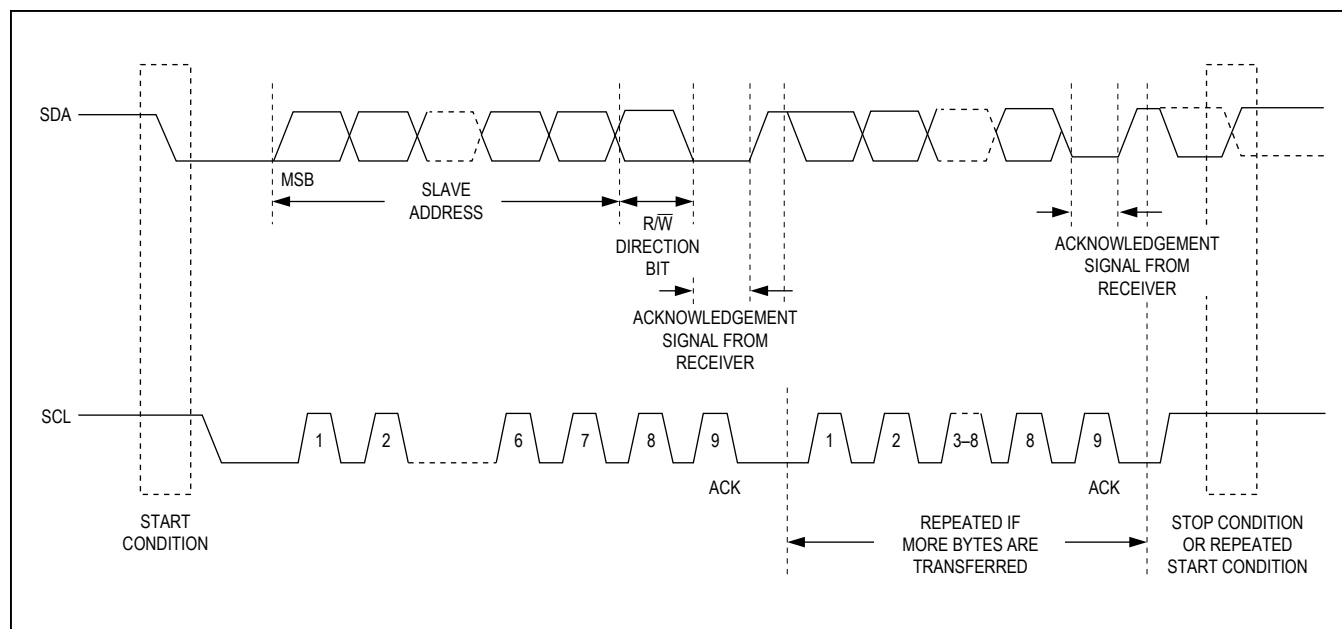 SDA
MSB
SLAVE
ADDRESS
R/W̅
DIRECTION
BIT
ACKNOWLEDGEMENT
SIGNAL FROM
RECEIVER
ACKNOWLEDGEMENT
SIGNAL FROM
RECEIVER
SCL
1 2 6 7 8 9 1 2 3–8 8 9
ACK ACK
START
CONDITION
REPEATED IF
MORE BYTES ARE
TRANSFERRED
STOP CONDITION
OR REPEATED
START CONDITION